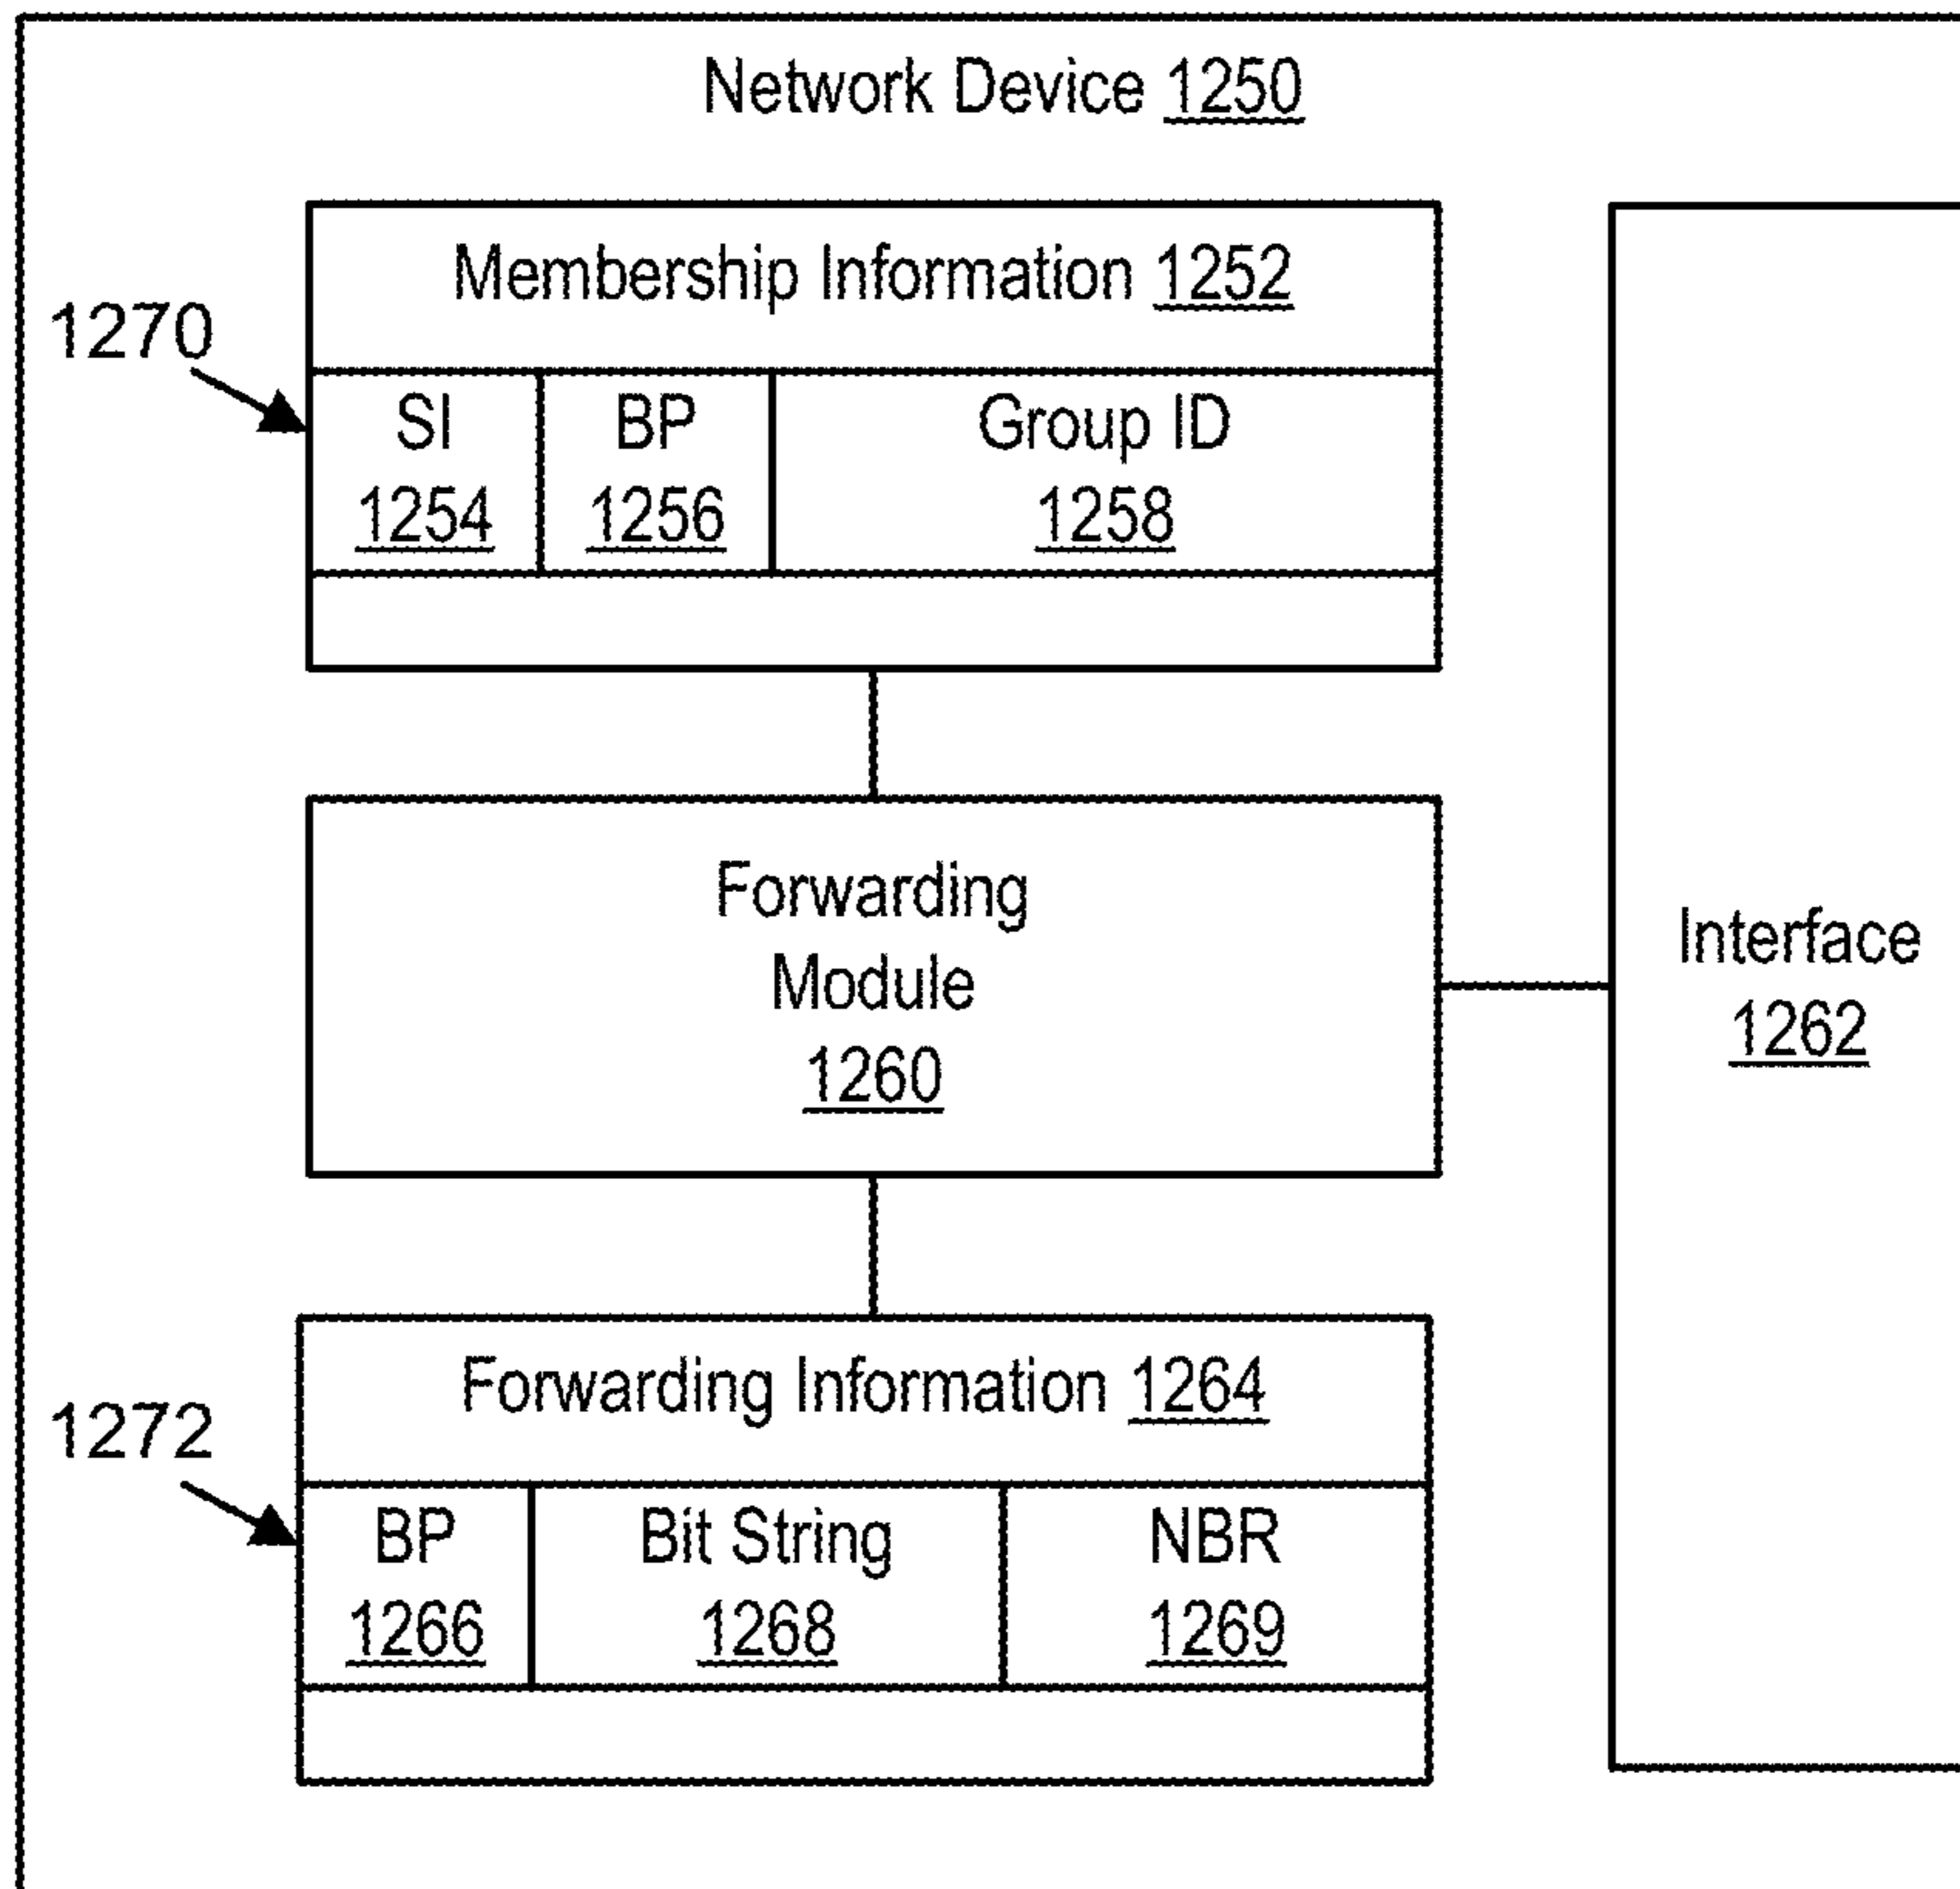 Network Device 1250
Membership Information 1252
1270
SI
1254
BP
1256
Group ID
1258
Forwarding
Module
1260
Interface
1262
Forwarding Information 1264
1272
BP
1266
Bit String
1268
NBR
1269